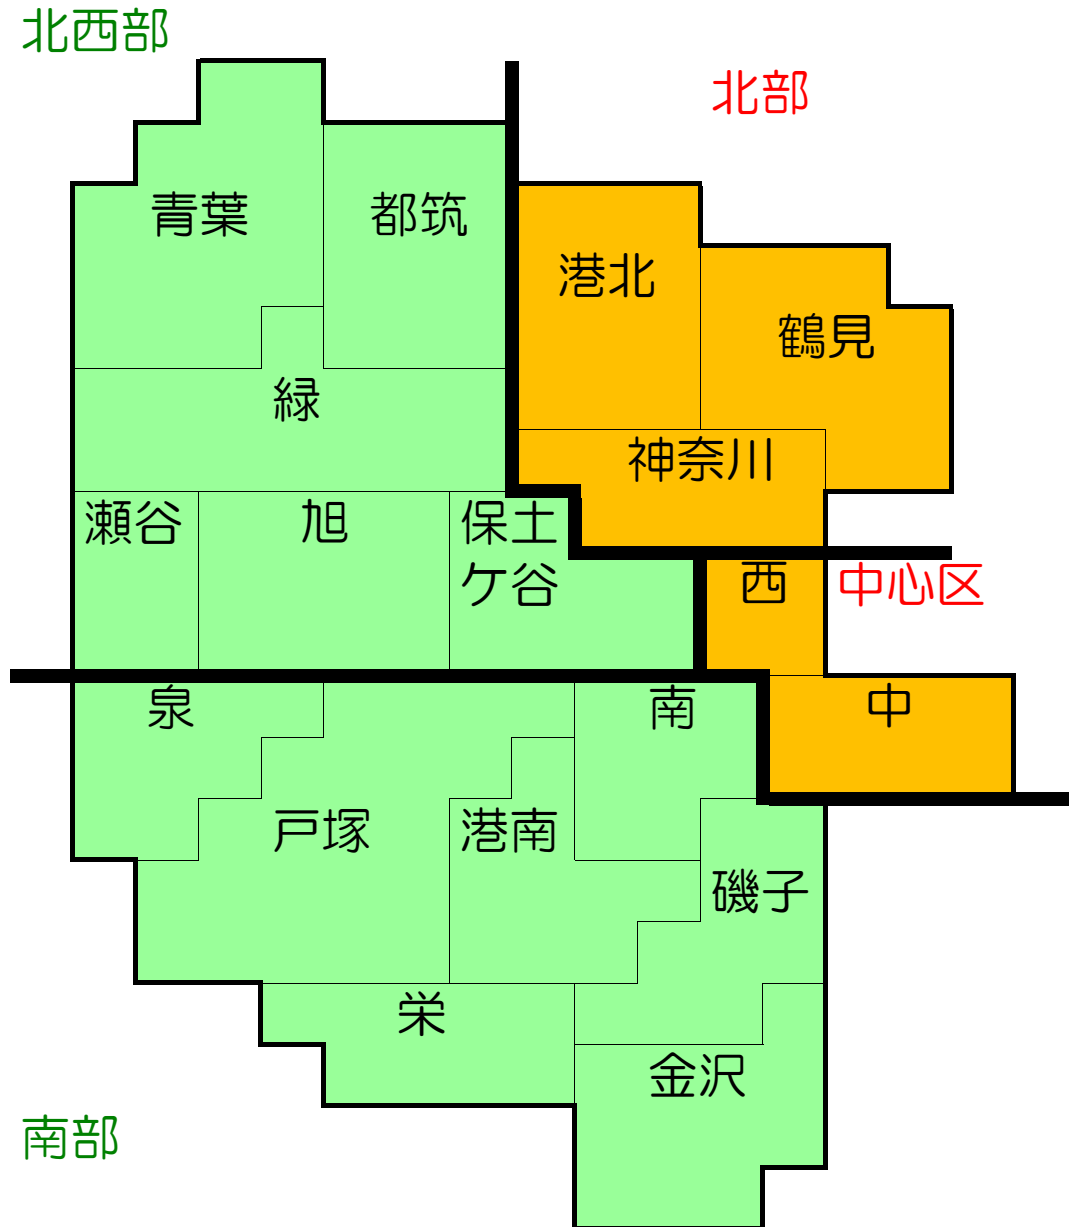 北西部
北部
青葉
都筑
港北
鶴見
緑
神奈川
瀬谷
旭
保土
ケ谷
西
中心区
泉
南
中
戸塚
港南
磯子
栄
金沢
南部